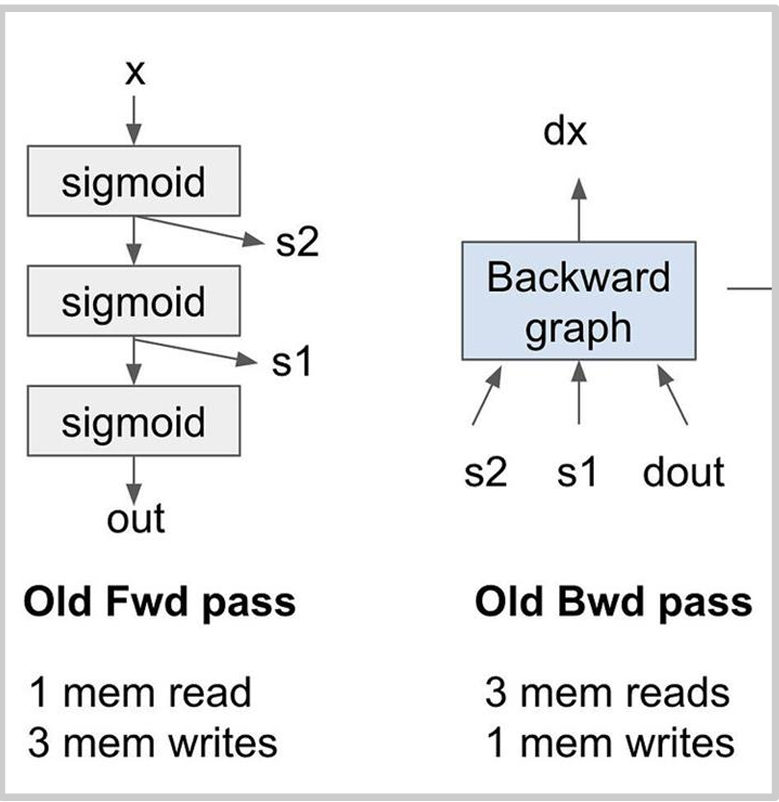 x
sigmoid
s2
sigmoid
s1
sigmoid
out
Old Fwd pass
1 mem read
3 mem writes
dx
Backward
graph
s2 s1 dout
Old Bwd pass
3 mem reads
1 mem writes